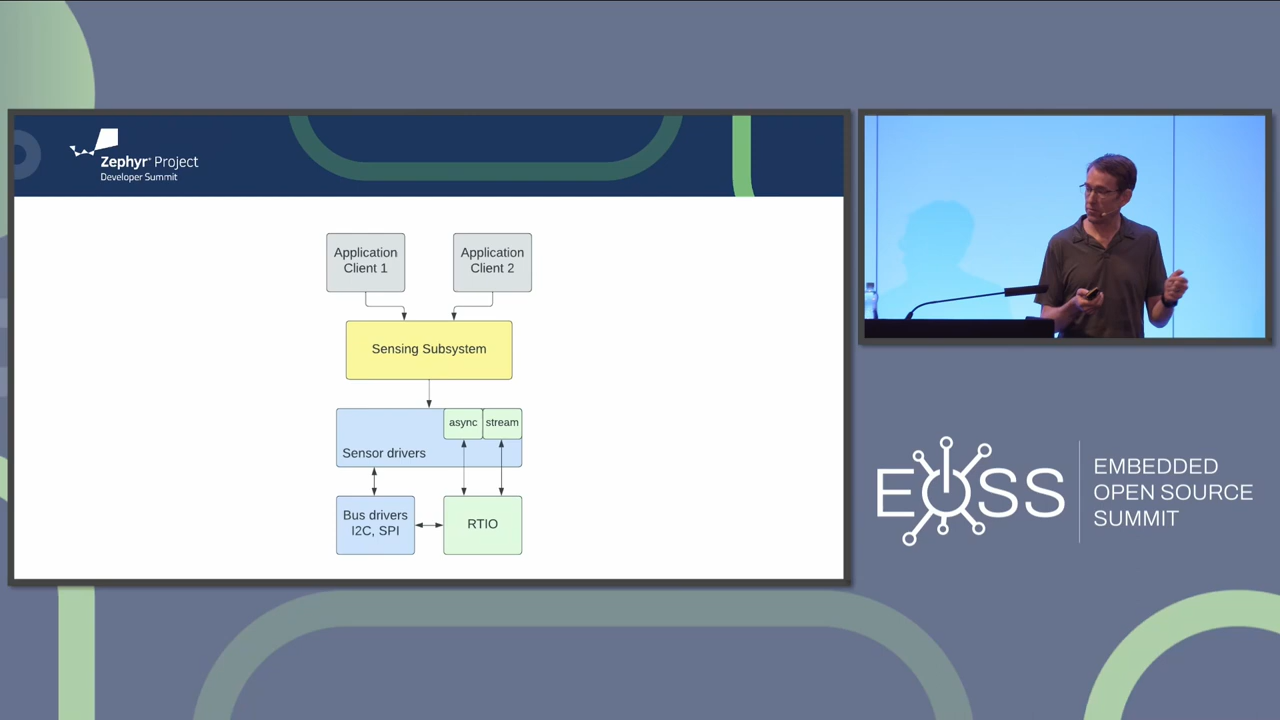 Zephyr® Project
Developer Summit
Application
Client 1
Application
Client 2
Sensing Subsystem
async
stream
Sensor drivers
Bus drivers
I2C, SPI
RTIO
EOSS
EMBEDDED
OPEN SOURCE
SUMMIT